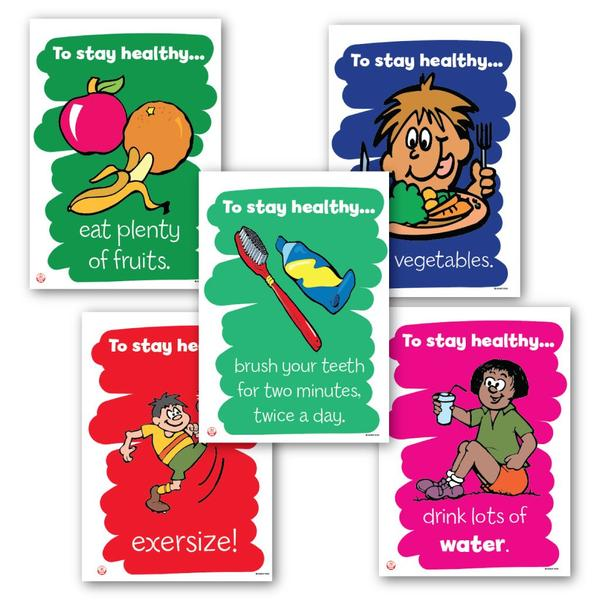 To stay healthy...
eat plenty
of fruits.
To stay healthy...
vegetables.
To stay healthy...
brush your teeth
for two minutes,
twice a day.
To stay he
exersize!
To stay healthy...
drink lots of
water.